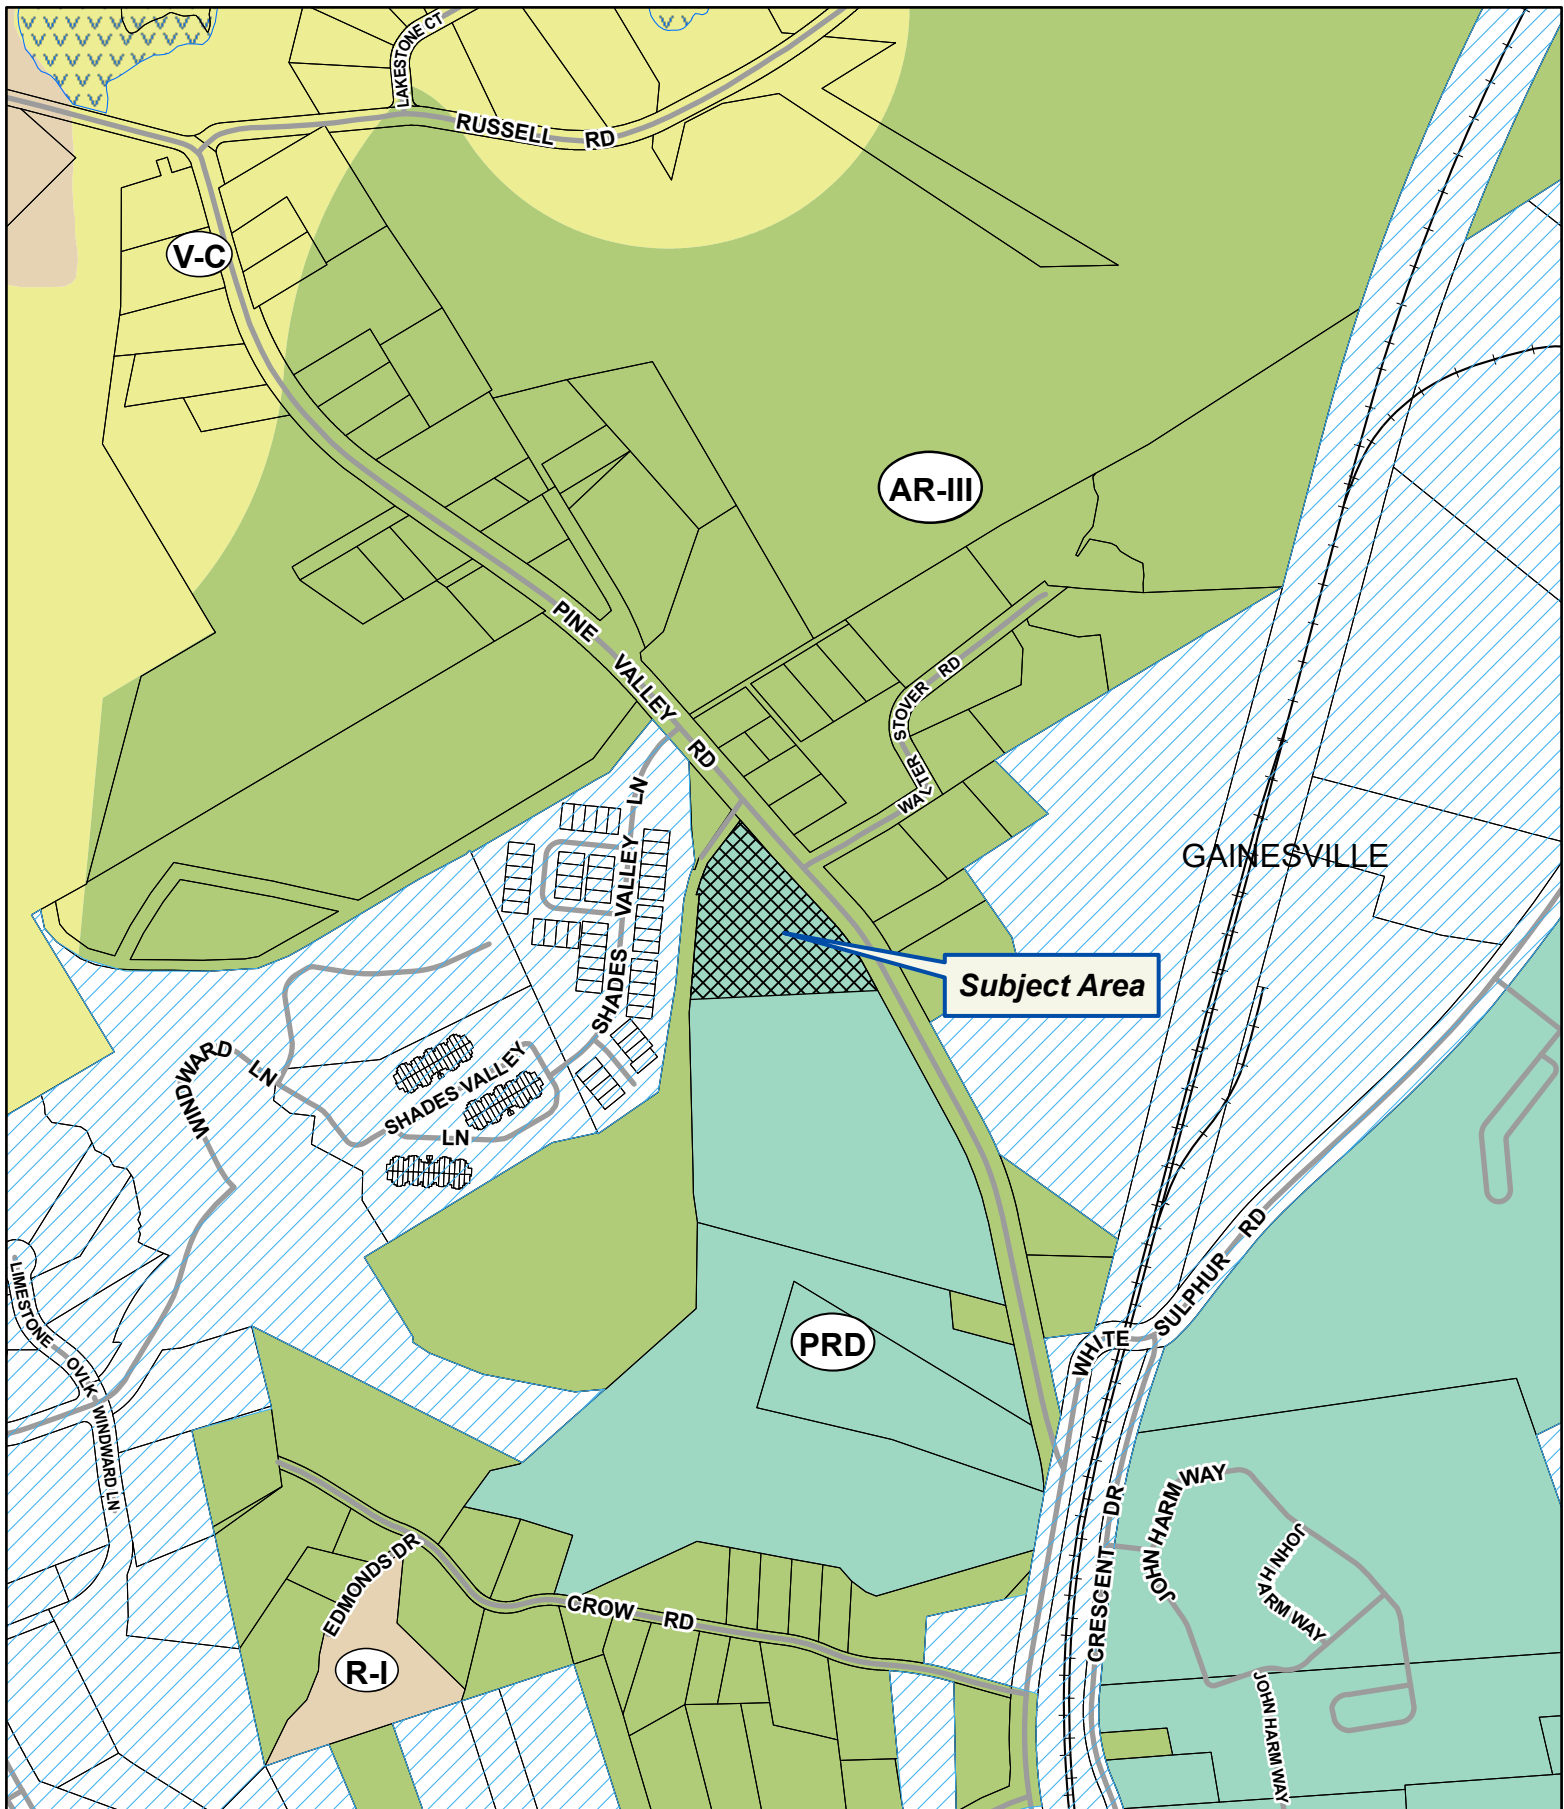 LAKESTONE CT
RUSSELL RD
V-C
AR-III
PINE VALLEY RD
STOVER RD
WALTER
SHADES VALLEY LN
GAINESVILLE
Subject Area
WINDWARD LN
SHADES VALLEY LN
LIMESTONE
OVLK
WINDWARD LN
WHITE SULPHUR RD
PRD
CRESCENT DR
JOHN HARM WAY
JOHN HARM WAY
JOHN HARM WAY
EDMONDS DR
CROW RD
R-I